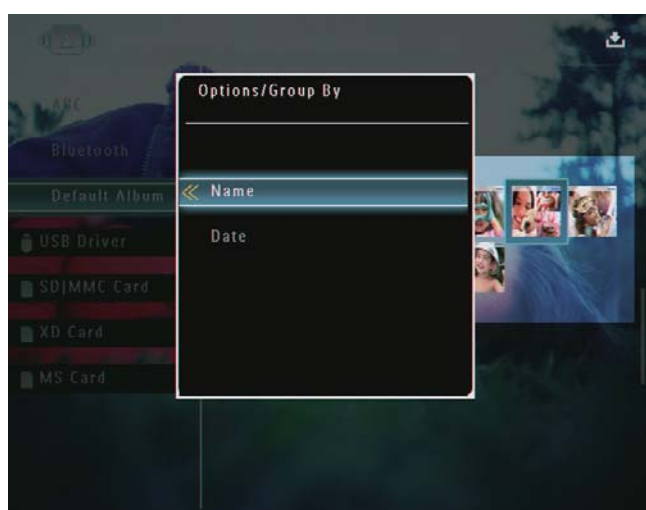 Options/Group By
ABC
Bluetooth
Default Album
Name
USB Driver
Date
SD|MMC Card
XD Card
MS Card